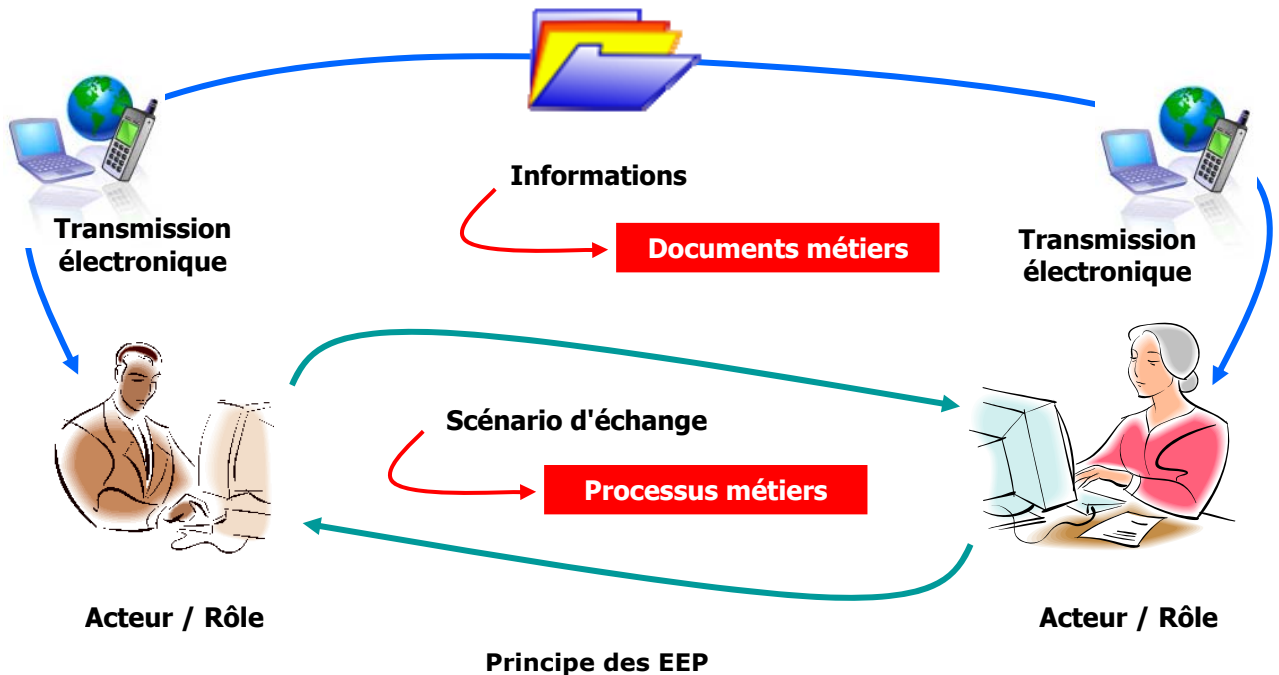 Informations
Documents métiers
Transmission
électronique
Transmission
électronique
Scénario d'échange
Processus métiers
Acteur / Rôle
Acteur / Rôle
Principe des EEP